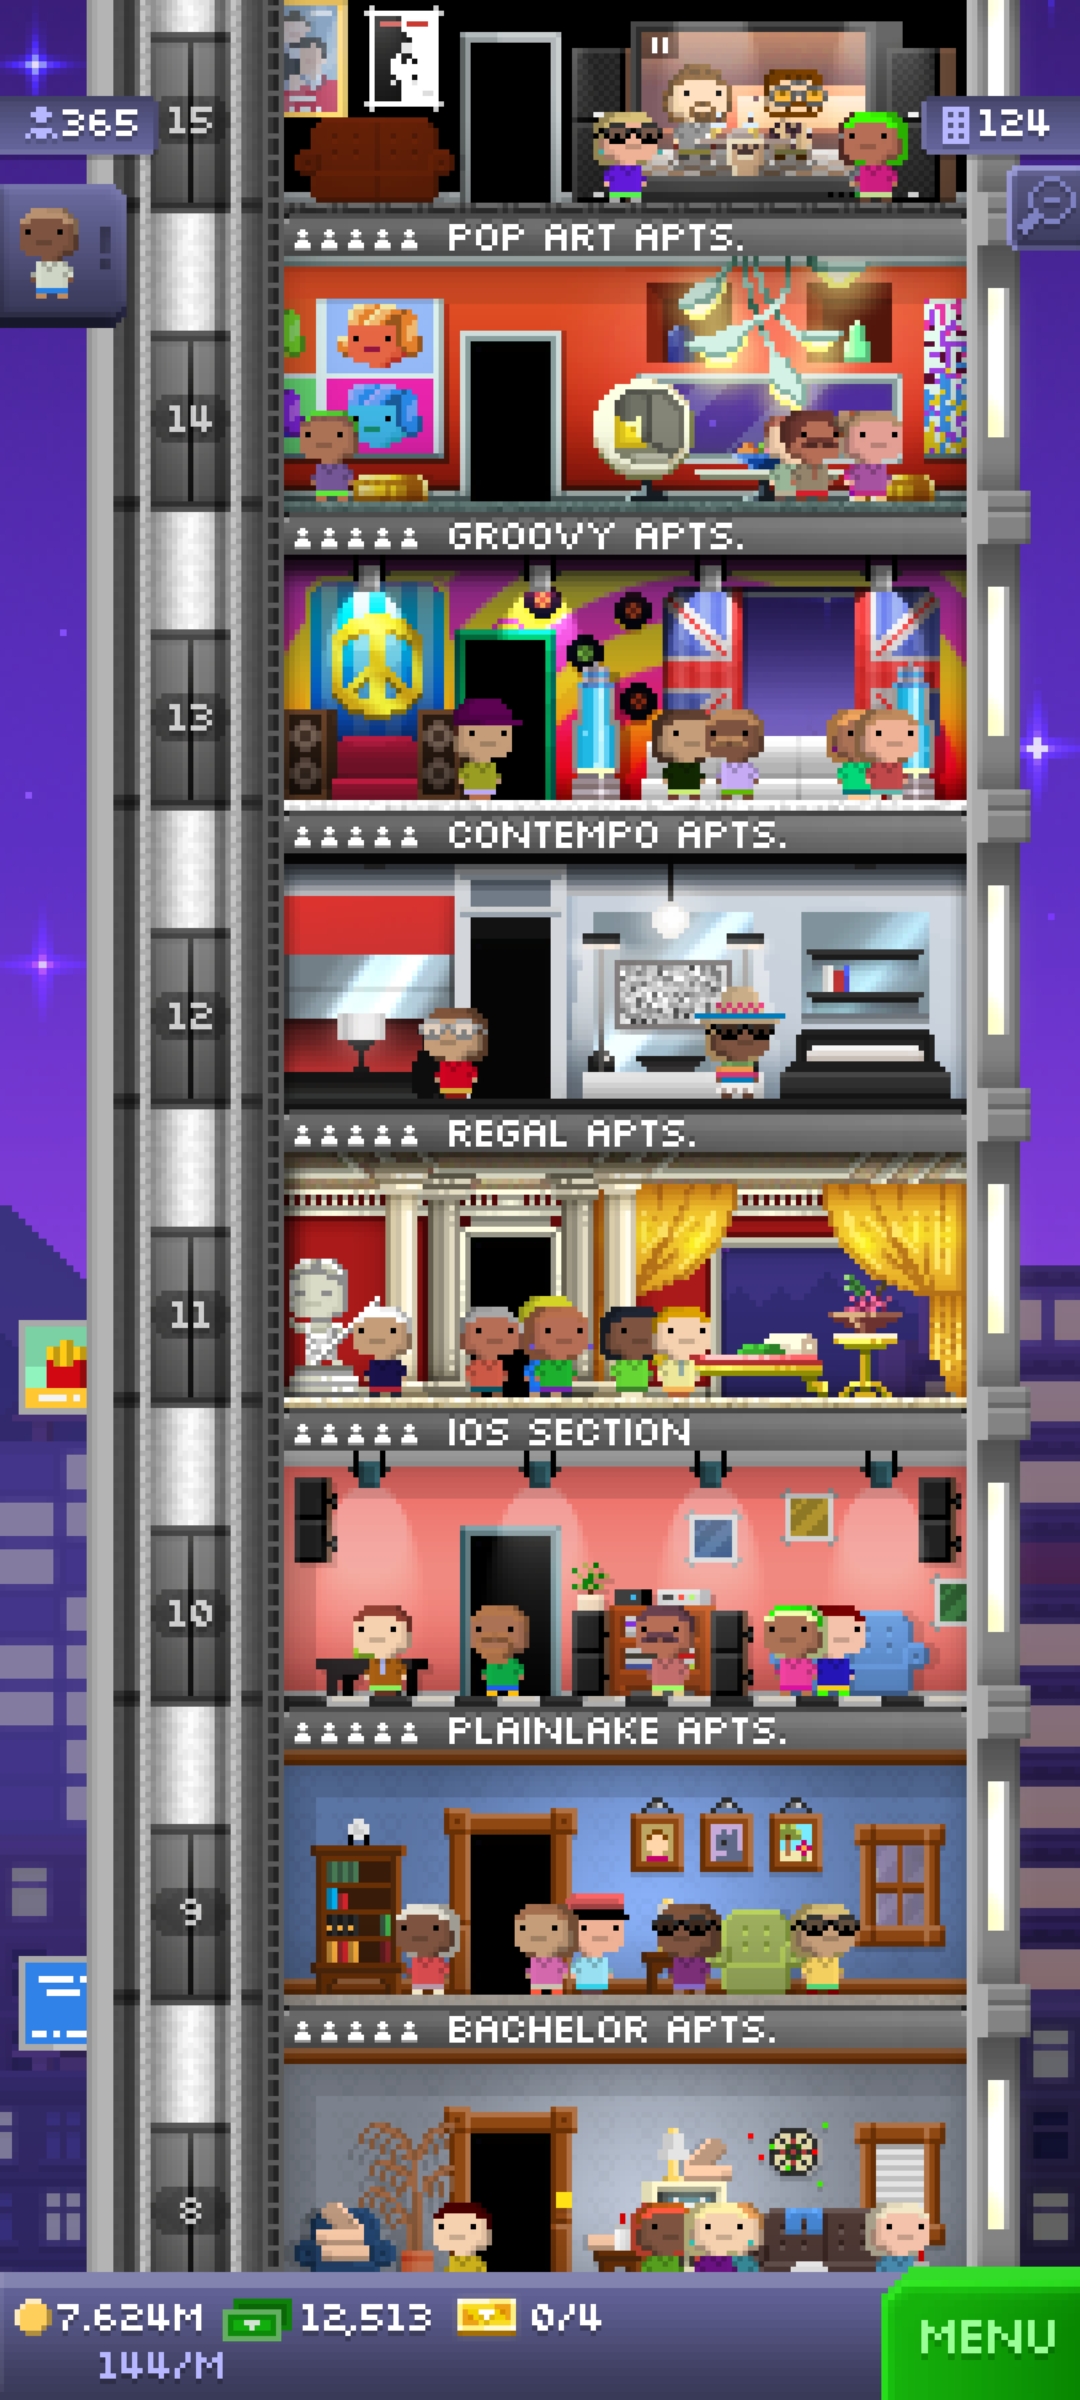 365
15
124
POP ART APTS.
14
GROOVY APTS.
13
CONTEMPO APTS.
12
REGAL APTS.
11
IOS SECTION
10
PLAINLAKE APTS.
9
BACHELOR APTS.
8
7.624M 12,513 0/4
144/M
MENU